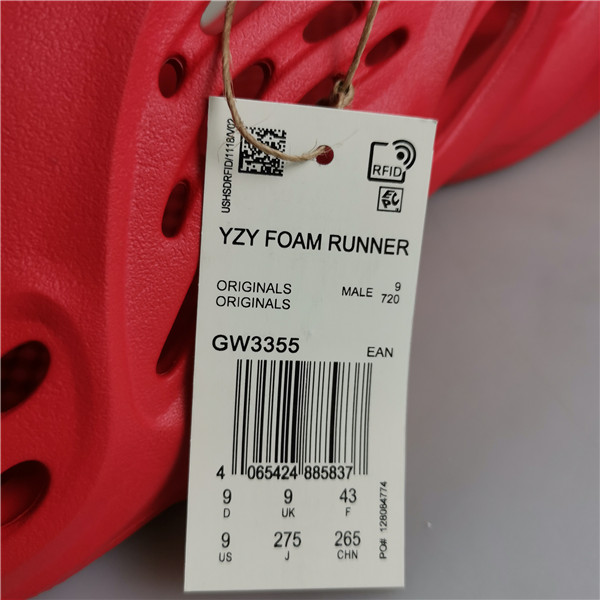 USHSDRFID/1118/V02
RFID
EPC
YZY FOAM RUNNER
ORIGINALS
ORIGINALS
MALE 9
720
GW3355
EAN
4 065424 885837
9 9 43
D UK F
9 275 265
US J CHN
PO# 128084774